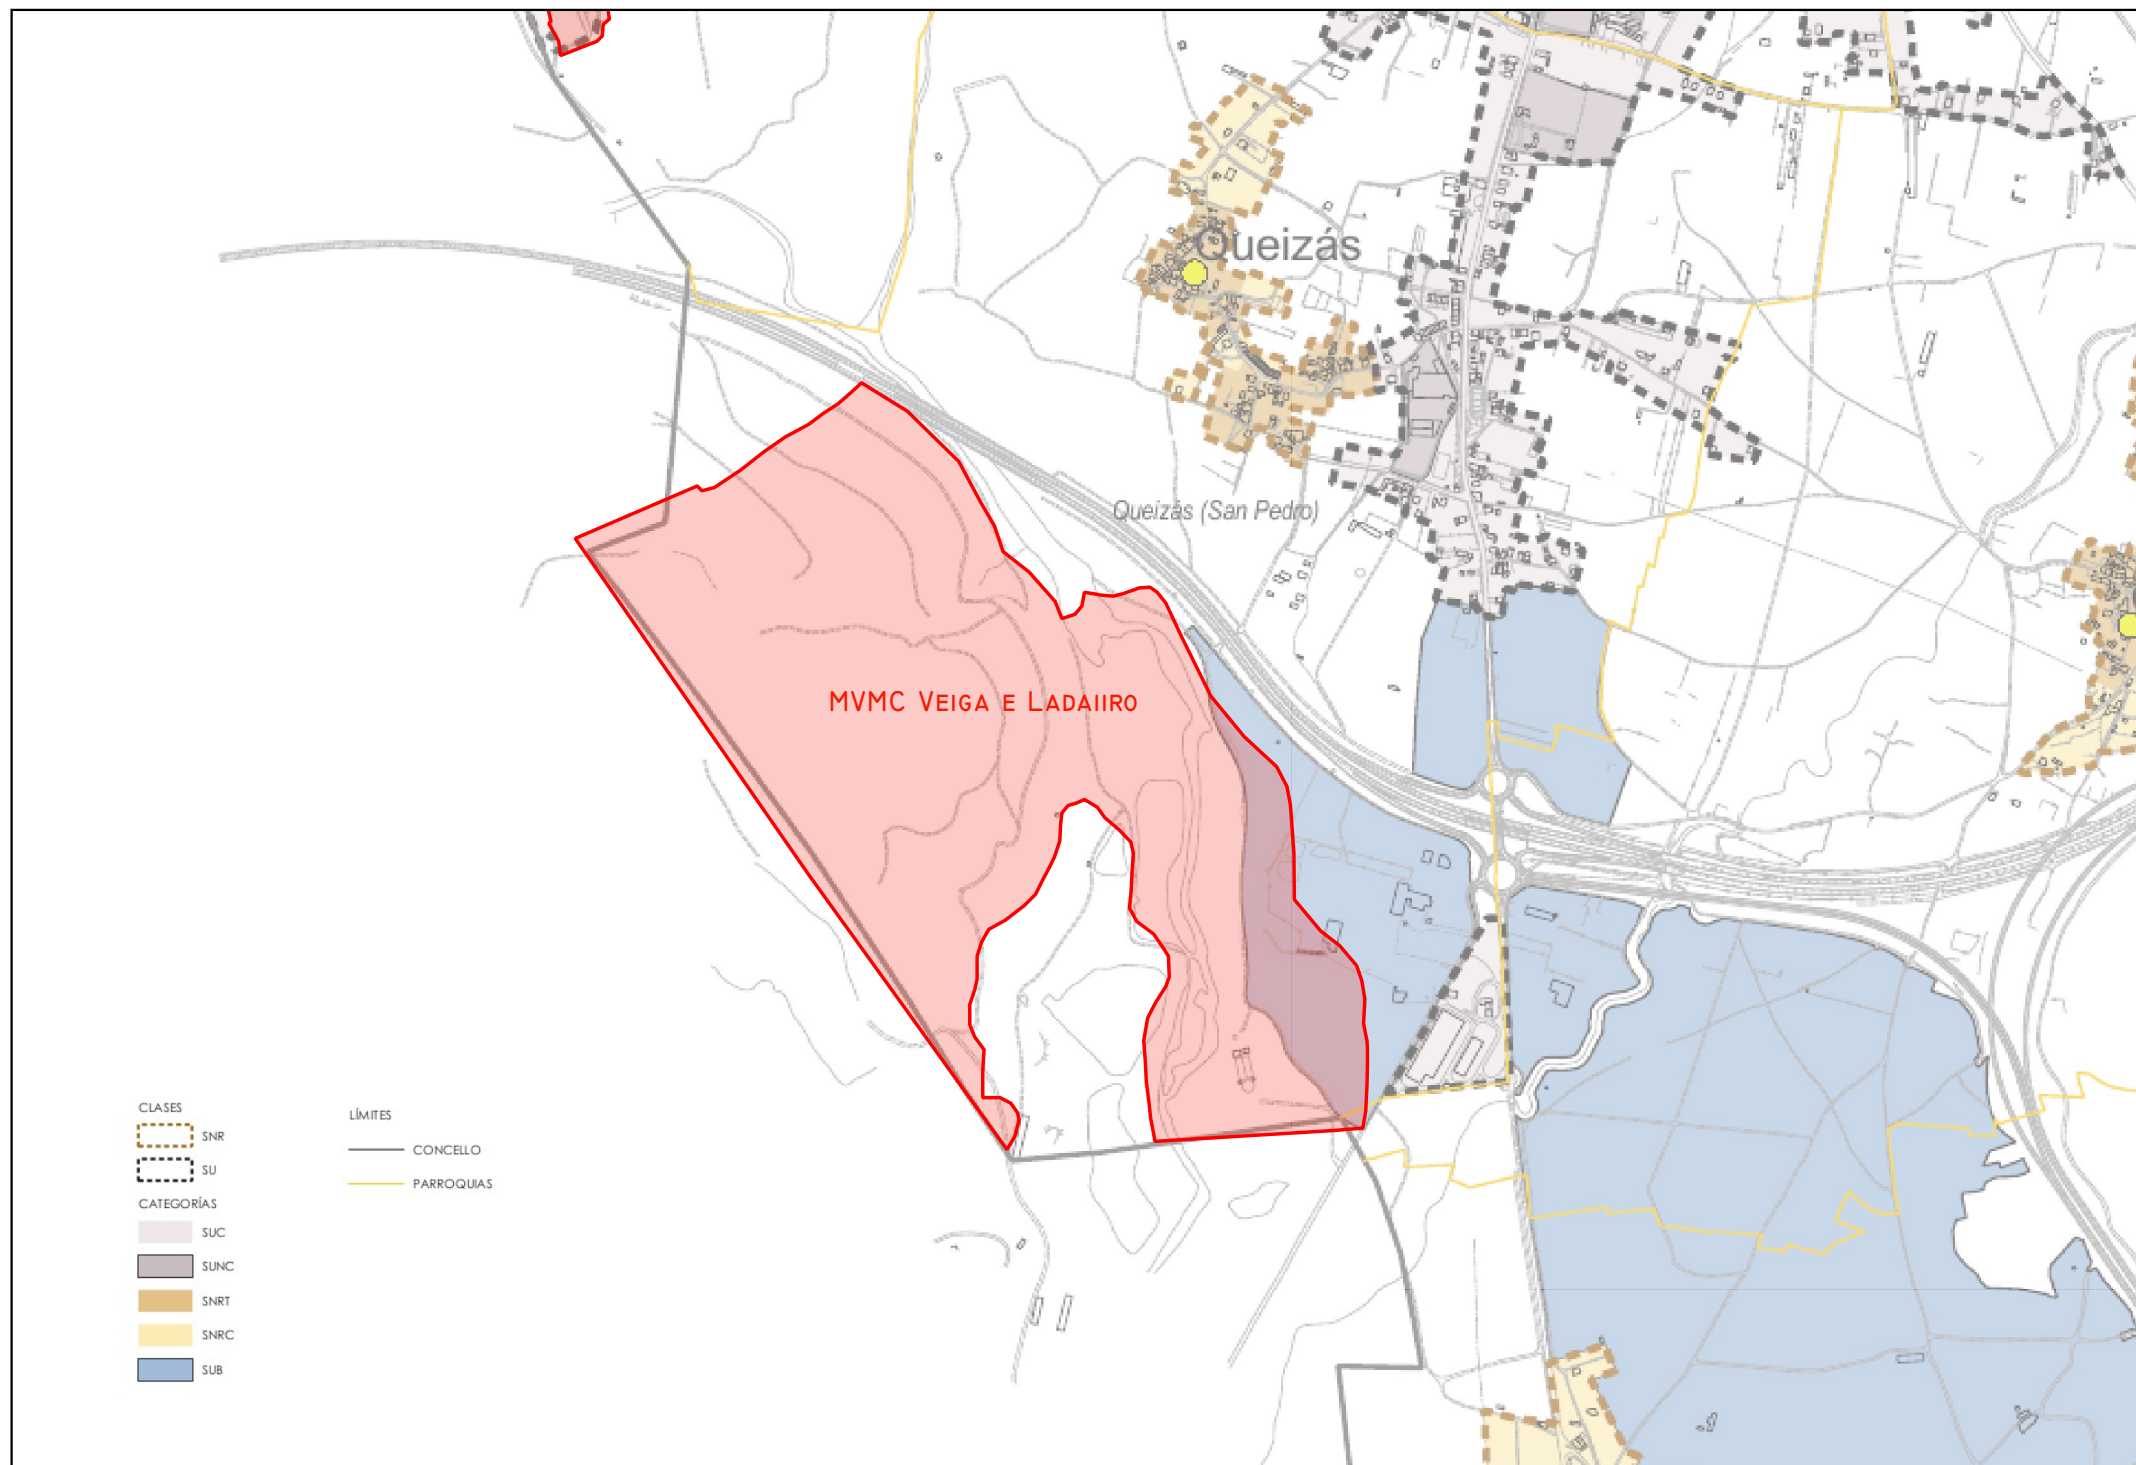 Queizás
Queizás (San Pedro)
MVMC VEIGA E LADAIIRO
CLASES
SNR
SU
CATEGORÍAS
SUC
SUNC
SNRT
SNRC
SUB
LÍMITES
CONCELLO
PARROQUIAS